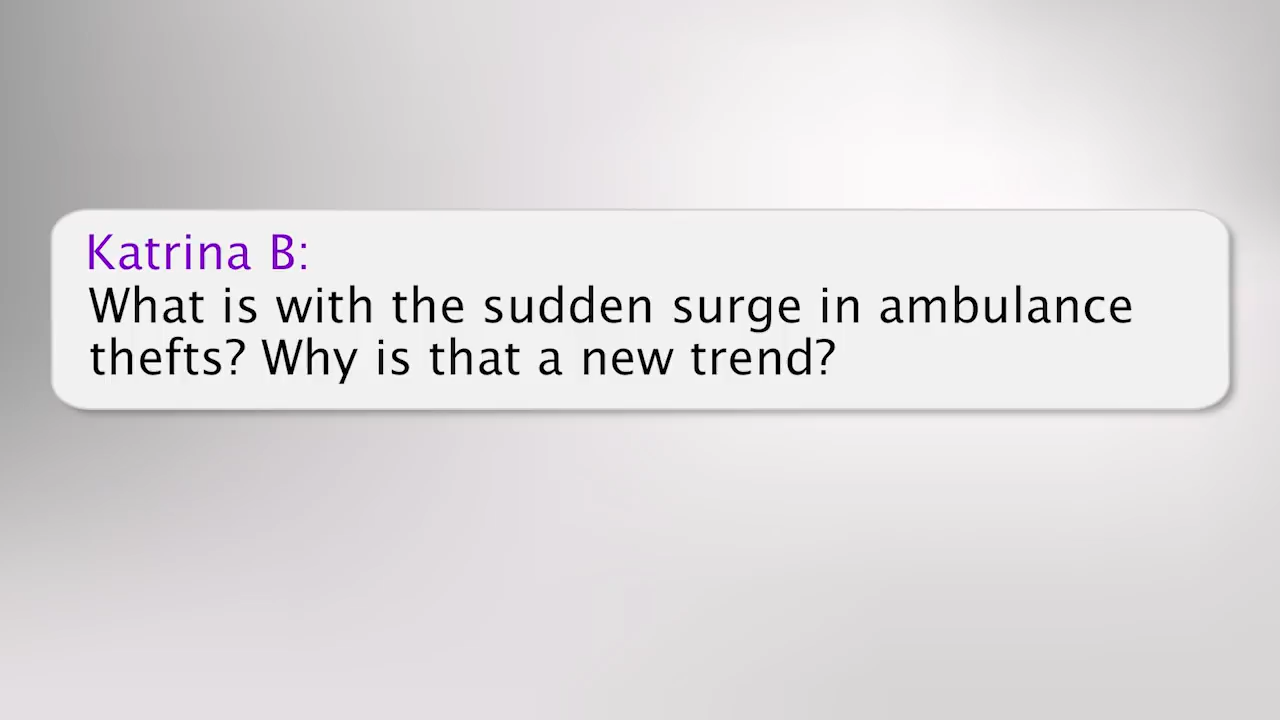 Katrina B:
What is with the sudden surge in ambulance
thefts? Why is that a new trend?